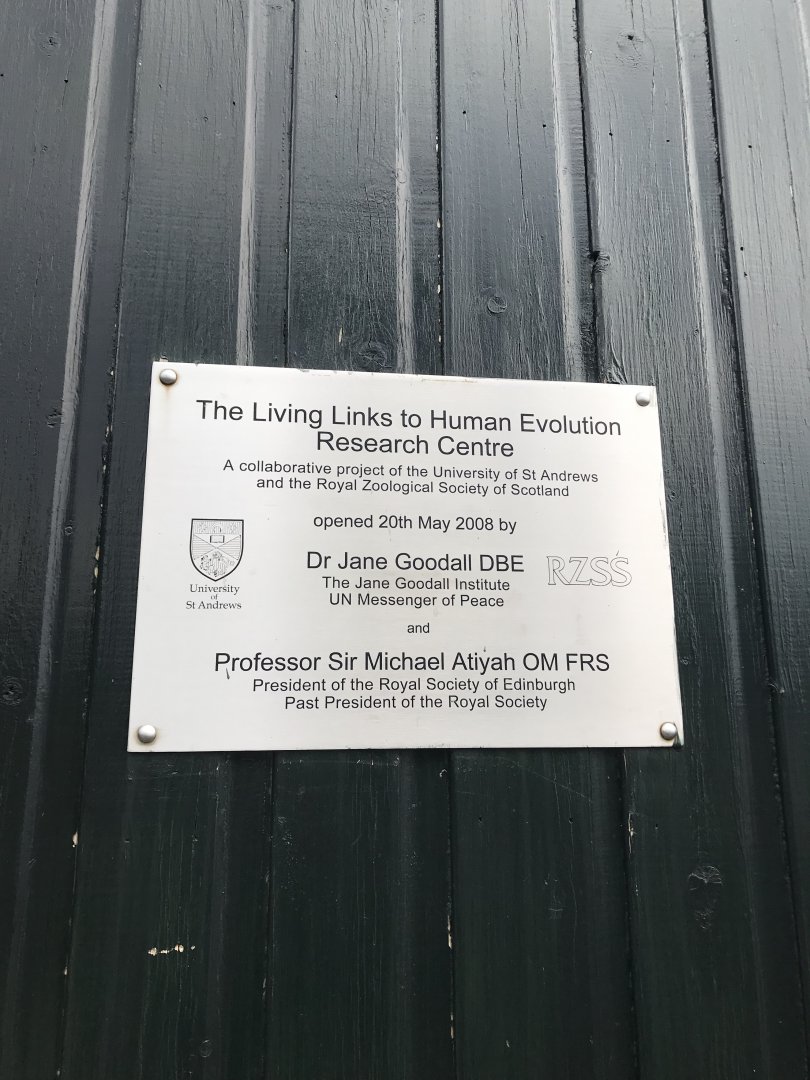 The Living Links to Human Evolution
Research Centre
A collaborative project of the University of St Andrews
and the Royal Zoological Society of Scotland
opened 20th May 2008 by
Dr Jane Goodall DBE
The Jane Goodall Institute
UN Messenger of Peace
University
of
St Andrews
RZSS
and
Professor Sir Michael Atiyah OM FRS
President of the Royal Society of Edinburgh
Past President of the Royal Society